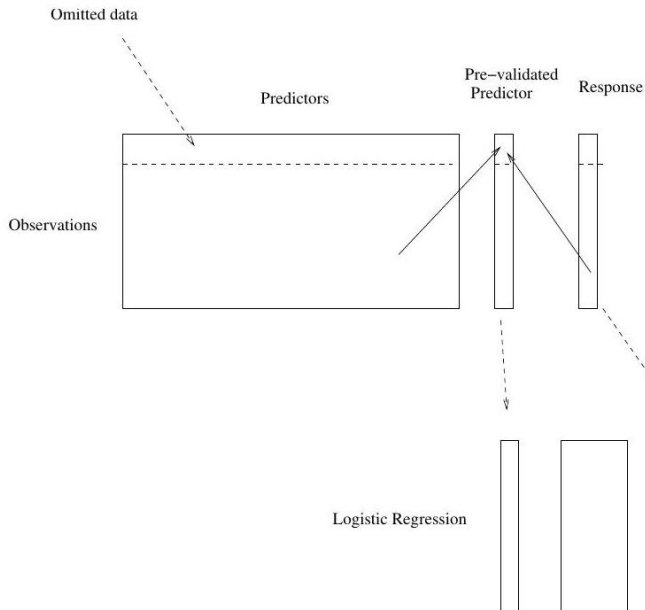 Omitted data
Pre−validated
Predictor
Response
Predictors
Observations
Logistic Regression